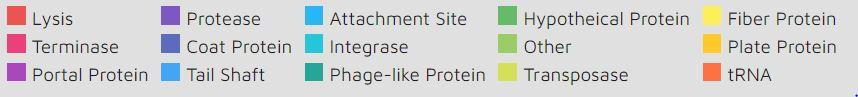 Lysis Protease Attachment Site Hypotheical Protein Fiber Protein
Terminase Coat Protein Integrase Other Plate Protein
Portal Protein Tail Shaft Phage-like Protein Transposase tRNA